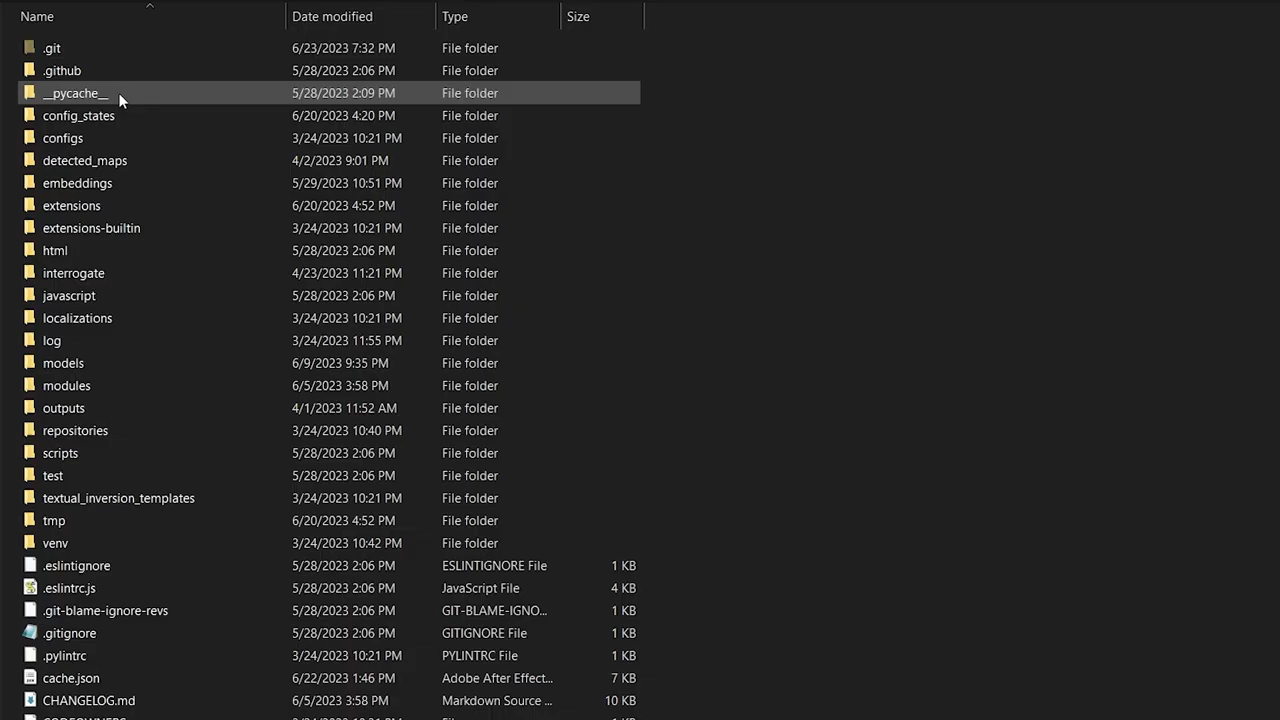 Name Date modified Type Size
.git 6/23/2023 7:32 PM File folder
.github 5/28/2023 2:06 PM File folder
__pycache__ 5/28/2023 2:09 PM File folder
config_states 6/20/2023 4:20 PM File folder
configs 3/24/2023 10:21 PM File folder
detected_maps 4/2/2023 9:01 PM File folder
embeddings 5/29/2023 10:51 PM File folder
extensions 6/20/2023 4:52 PM File folder
extensions-builtin 3/24/2023 10:21 PM File folder
html 5/28/2023 2:06 PM File folder
interrogate 4/23/2023 11:21 PM File folder
javascript 5/28/2023 2:06 PM File folder
localizations 3/24/2023 10:21 PM File folder
log 3/24/2023 11:55 PM File folder
models 6/9/2023 9:35 PM File folder
modules 6/5/2023 3:58 PM File folder
outputs 4/1/2023 11:52 AM File folder
repositories 3/24/2023 10:40 PM File folder
scripts 5/28/2023 2:06 PM File folder
test 5/28/2023 2:06 PM File folder
textual_inversion_templates 3/24/2023 10:21 PM File folder
tmp 6/20/2023 4:52 PM File folder
venv 3/24/2023 10:42 PM File folder
.eslintignore 5/28/2023 2:06 PM ESLINTIGNORE File 1 KB
.eslintrc.js 5/28/2023 2:06 PM JavaScript File 4 KB
.git-blame-ignore-revs 5/28/2023 2:06 PM GIT-BLAME-IGNO... 1 KB
.gitignore 5/28/2023 2:06 PM GITIGNORE File 1 KB
.pylintrc 3/24/2023 10:21 PM PYLINTRC File 1 KB
cache.json 6/22/2023 1:46 PM Adobe After Effect... 7 KB
CHANGELOG.md 6/5/2023 3:58 PM Markdown Source ... 10 KB